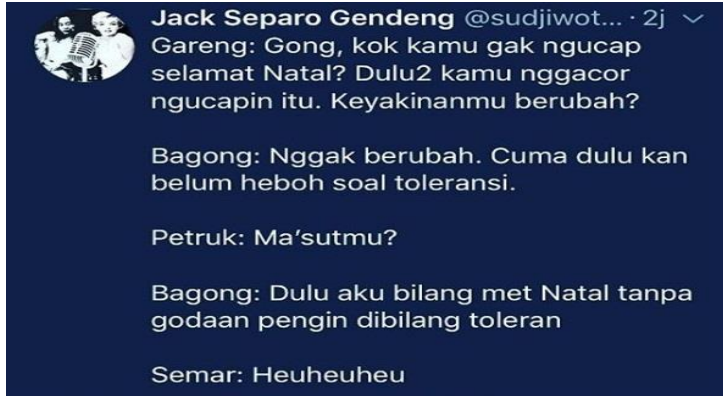 Jack Separo Gendeng @sudjiwot... · 2j
Gareng: Gong, kok kamu gak ngucap
selamat Natal? Dulu2 kamu nggacor
ngucapin itu. Keyakinanmu berubah?
Bagong: Nggak berubah. Cuma dulu kan
belum heboh soal toleransi.
Petruk: Ma'sutmu?
Bagong: Dulu aku bilang met Natal tanpa
godaan pengin dibilang toleran
Semar: Heuheuheu